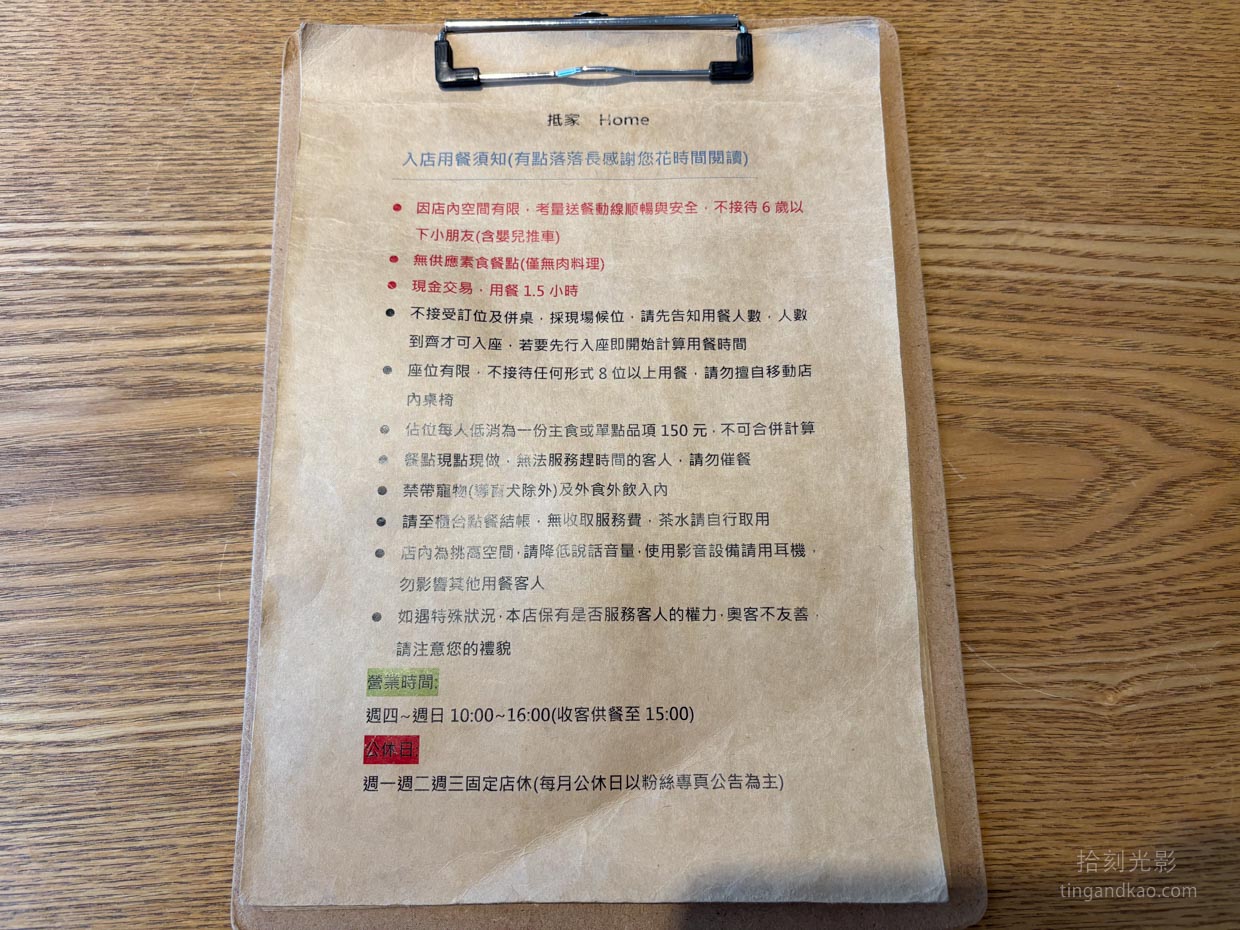 抵家 Home
入店用餐須知(有點落落長感謝您花時間閱讀)
● 因店內空間有限，考量送餐動線順暢與安全，不接待 6 歲以
下小朋友(含嬰兒推車)
● 無供應素食餐點(僅無肉料理)
● 現金交易，用餐 1.5 小時
● 不接受訂位及併桌，採現場候位，請先告知用餐人數，人數
到齊才可入座，若要先行入座即開始計算用餐時間
● 座位有限，不接待任何形式 8 位以上用餐，請勿擅自移動店
內桌椅
● 佔位每人低消為一份主食或單點品項 150 元，不可合併計算
● 餐點現點現做，無法服務趕時間的客人，請勿催餐
● 禁帶寵物(導盲犬除外)及外食外飲入內
● 請至櫃台點餐結帳，無收取服務費，茶水請自行取用
● 店內為挑高空間，請降低說話音量，使用影音設備請用耳機，
勿影響其他用餐客人
● 如遇特殊狀況，本店保有是否服務客人的權力，奧客不友善，
請注意您的禮貌
營業時間:
週四~週日 10:00~16:00(收客供餐至 15:00)
公休日:
週一週二週三固定店休(每月公休日以粉絲專頁公告為主)
拾刻光影
tingandkao.com